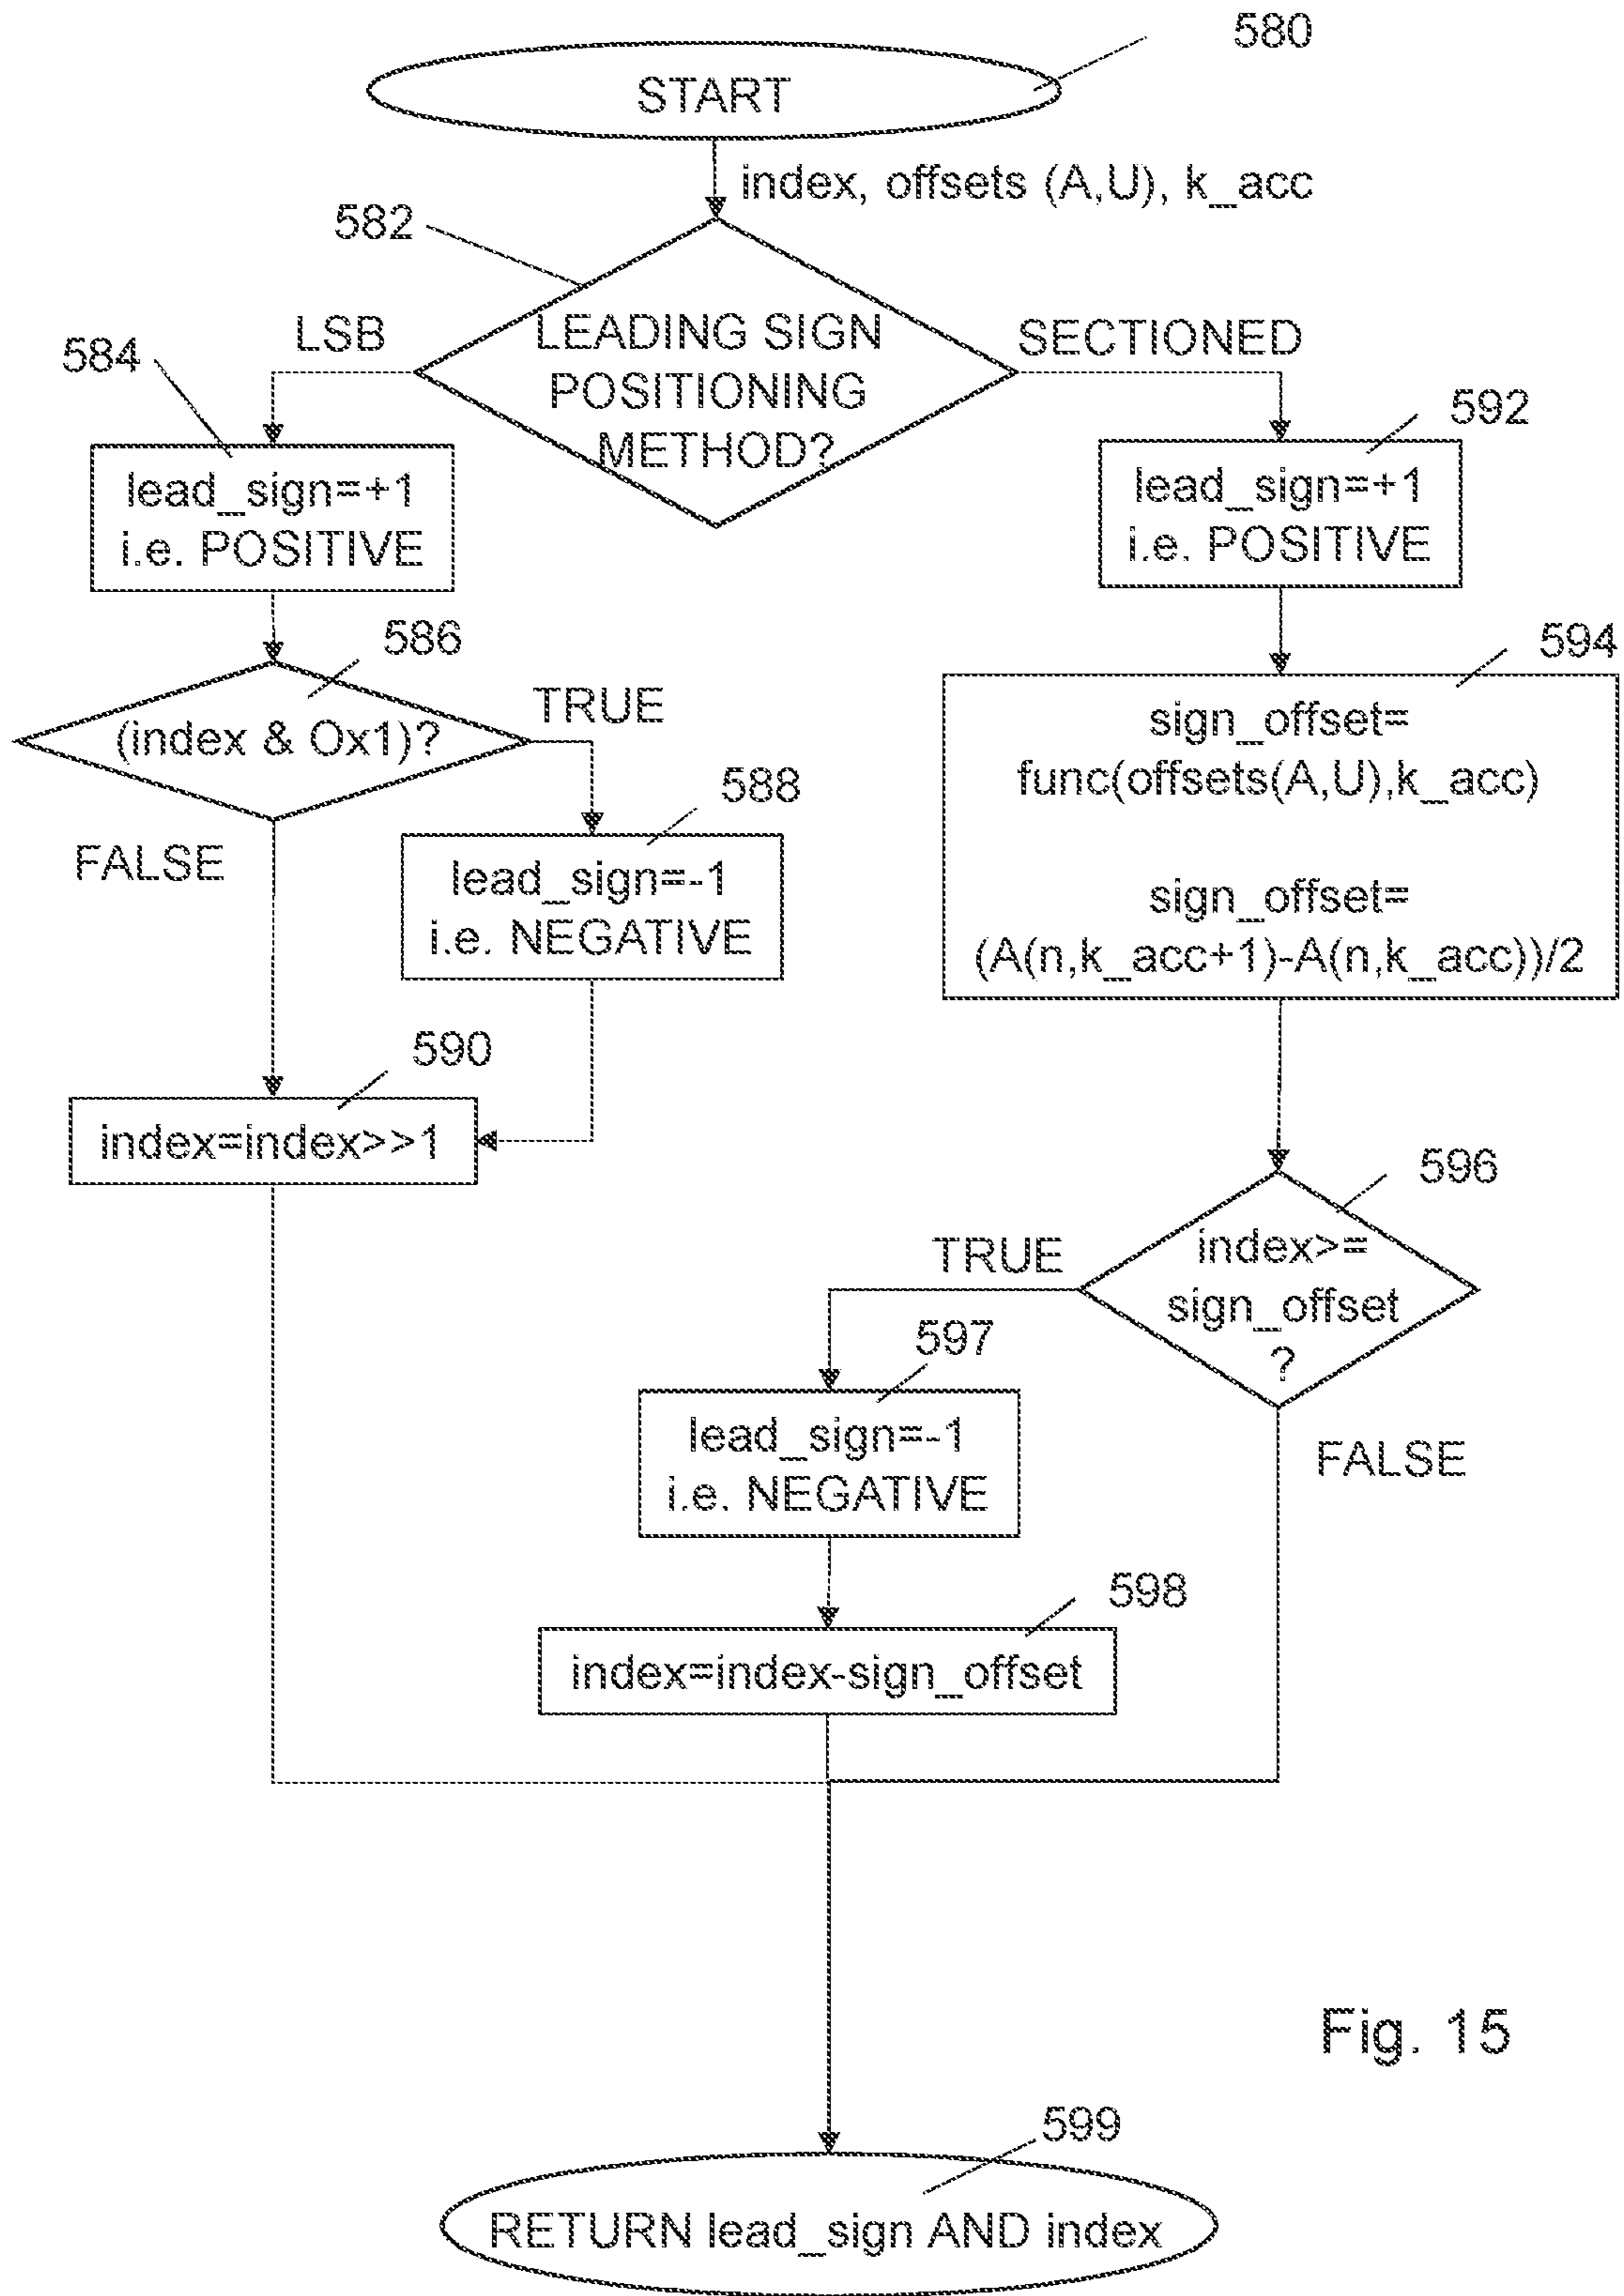 580
START
index, offsets (A,U), k_acc
582
LEADING SIGN
POSITIONING
METHOD?
LSB
SECTIONED
584
lead_sign=+1
i.e. POSITIVE
592
lead_sign=+1
i.e. POSITIVE
586
(index & Ox1)?
TRUE
FALSE
588
lead_sign=-1
i.e. NEGATIVE
590
index=index>>1
594
sign_offset=
func(offsets(A,U),k_acc)
sign_offset=
(A(n,k_acc+1)-A(n,k_acc))/2
596
index>=
sign_offset
?
TRUE
FALSE
597
lead_sign=-1
i.e. NEGATIVE
598
index=index-sign_offset
Fig. 15
599
RETURN lead_sign AND index